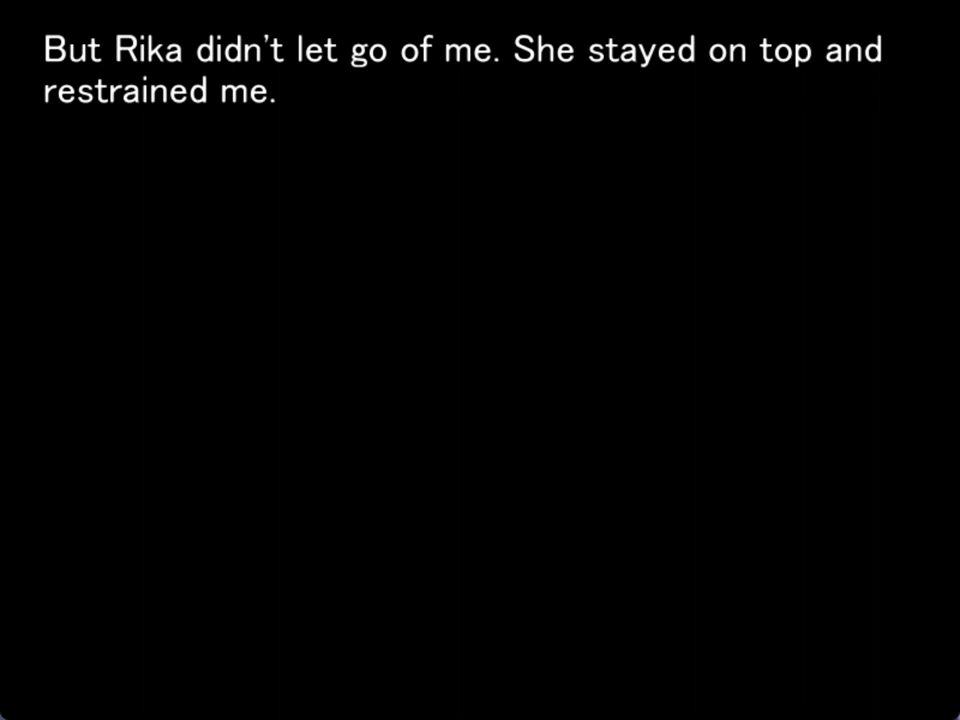 But Rika didn't let go of me. She stayed on top and
restrained me.